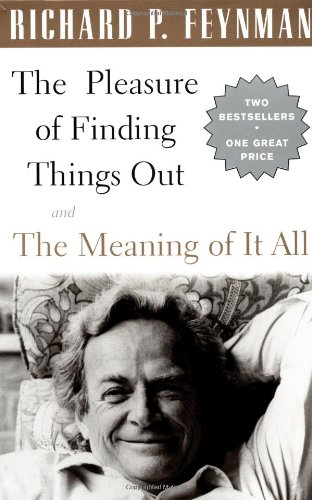 RICHARD P. FEYNMAN
The Pleasure
of Finding
Things Out
and
The Meaning of It All
TWO
BESTSELLERS
•
ONE GREAT
PRICE